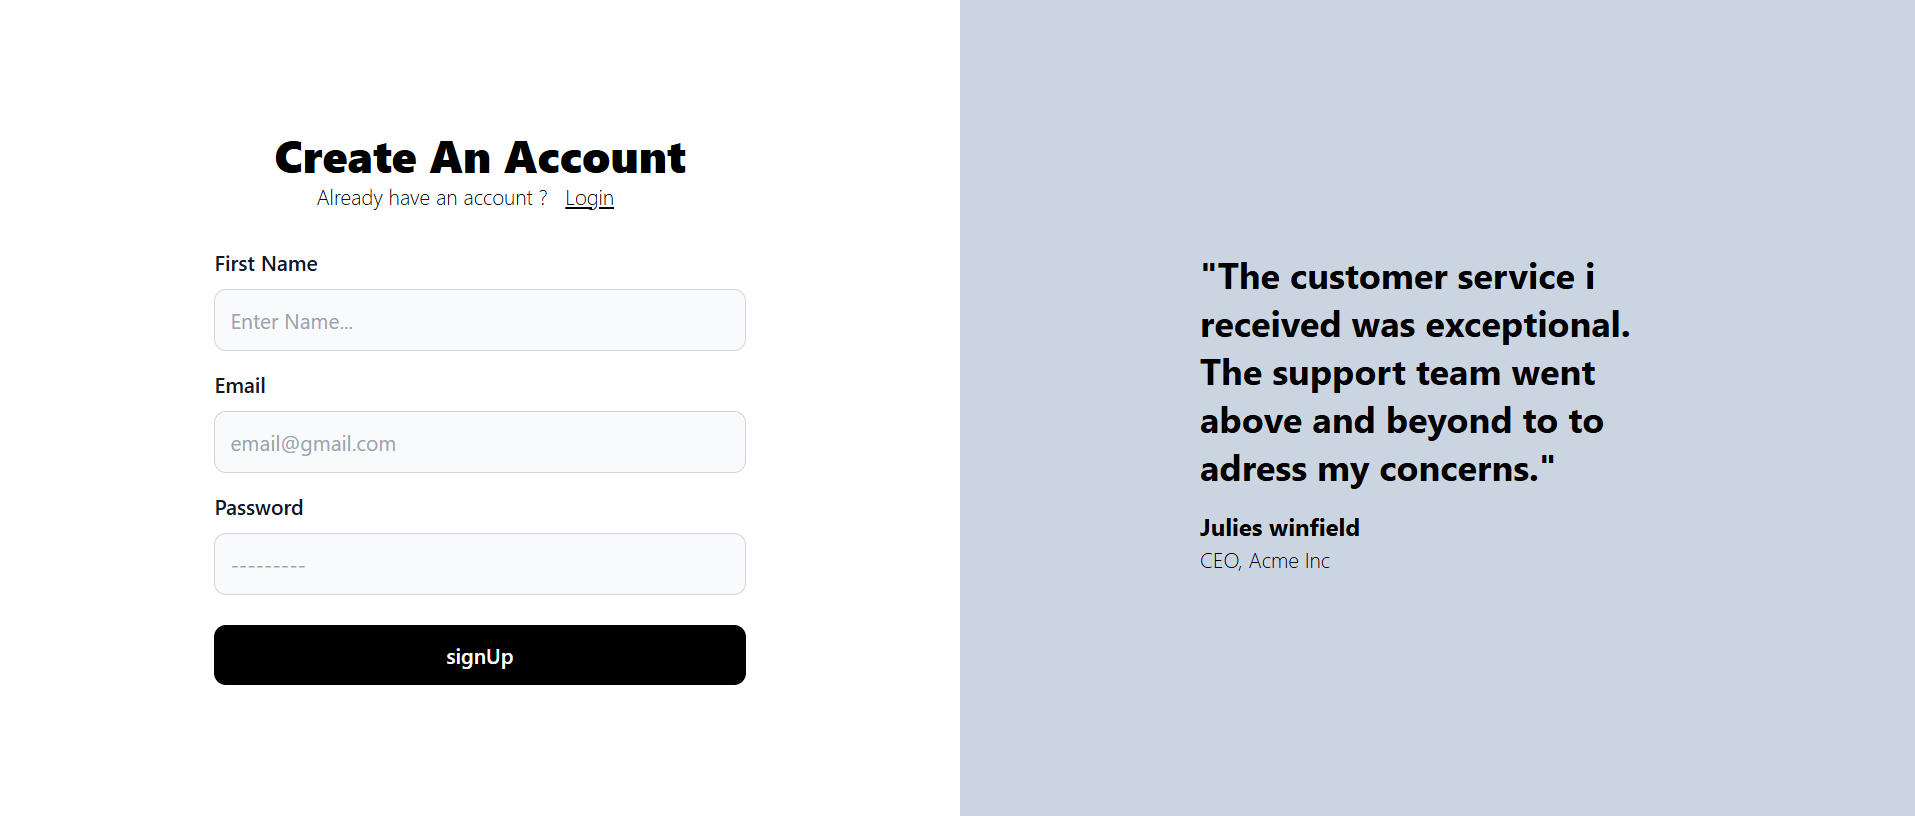 Create An Account
Already have an account ? Login
First Name
Enter Name...
Email
email@gmail.com
Password
---------
signUp
"The customer service i
received was exceptional.
The support team went
above and beyond to to
adress my concerns."
Julies winfield
CEO, Acme Inc